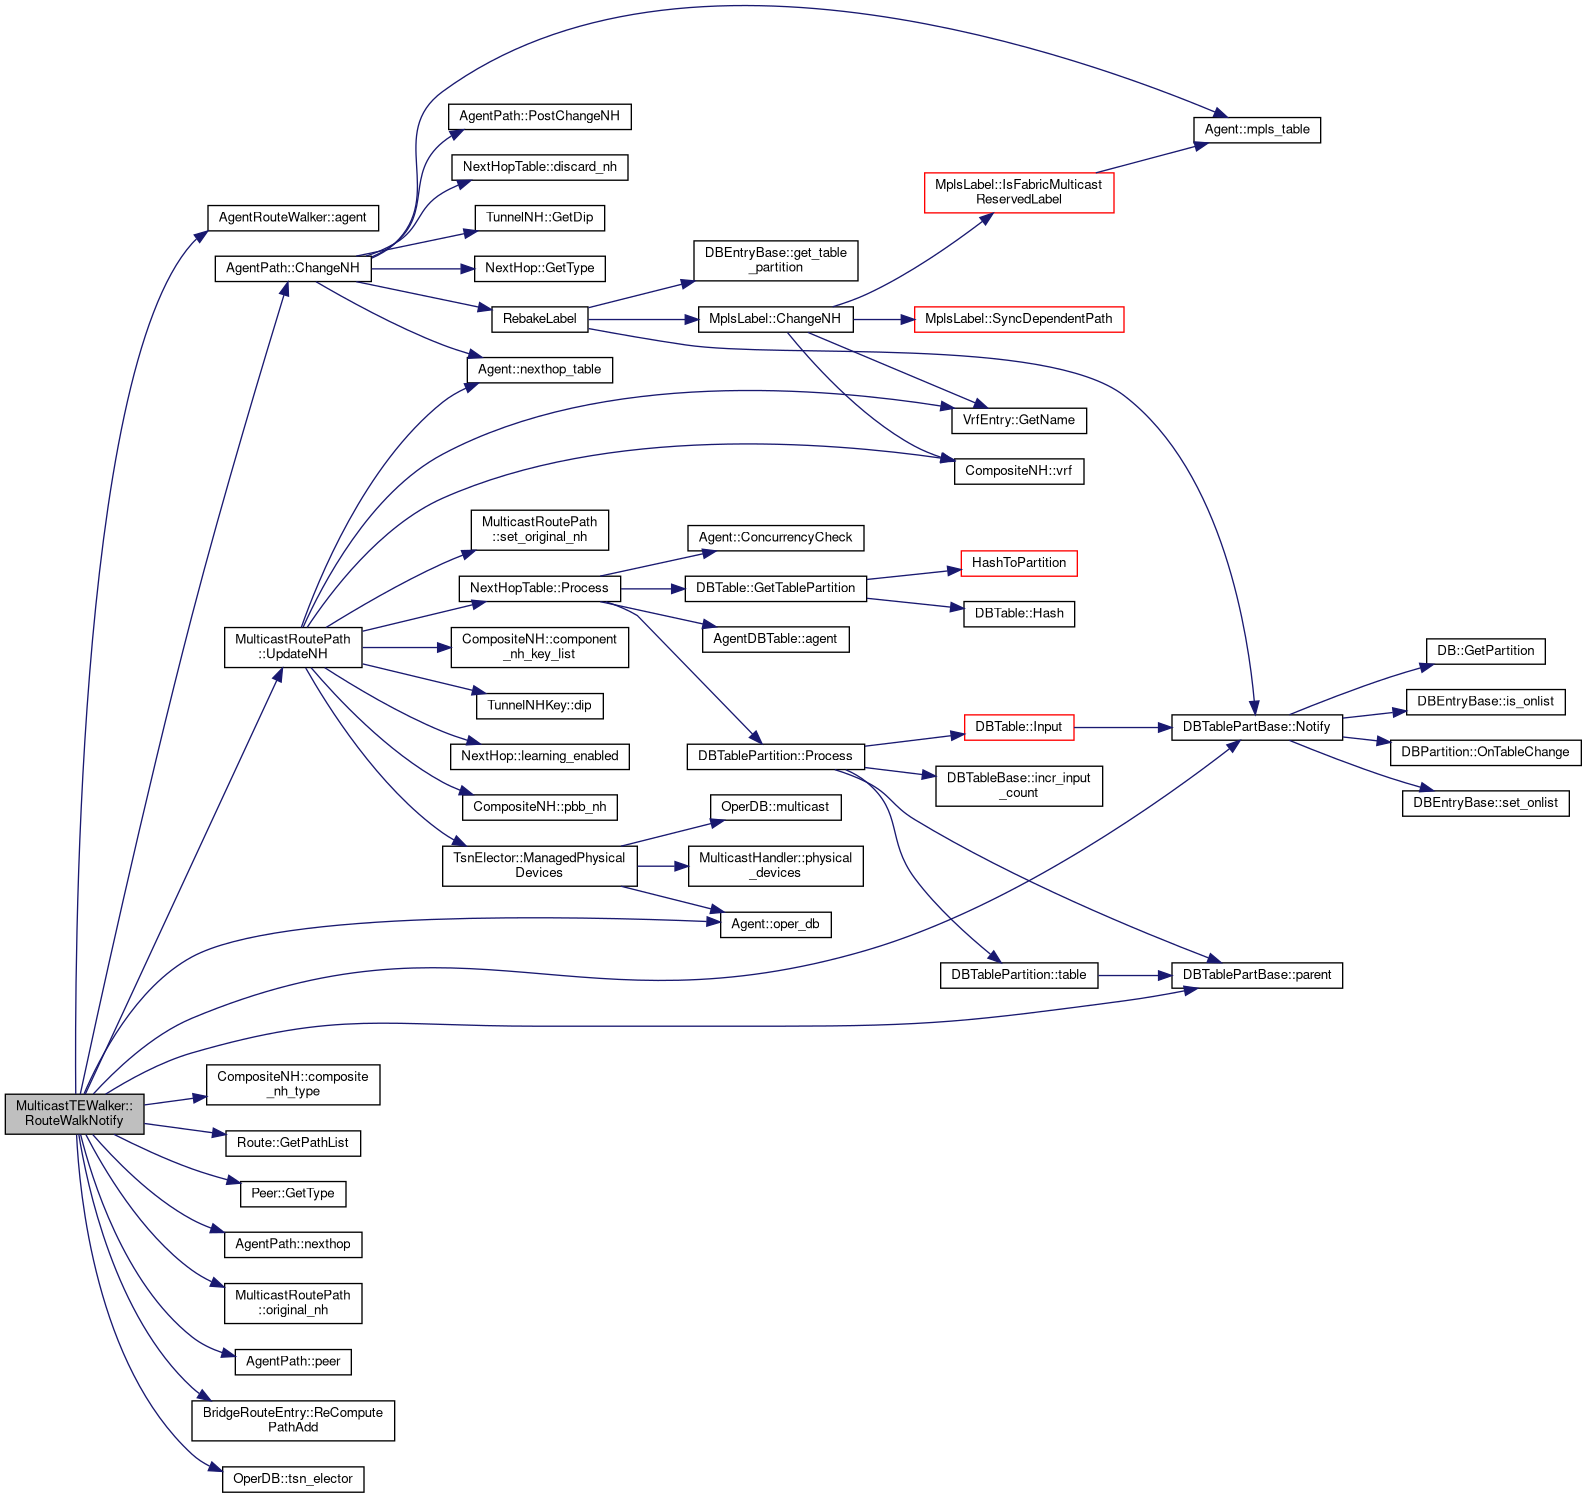 MulticastTEWalker::
RouteWalkNotify
AgentRouteWalker::agent
AgentPath::ChangeNH
MulticastRoutePath
::UpdateNH
CompositeNH::composite
_nh_type
Route::GetPathList
Peer::GetType
AgentPath::nexthop
MulticastRoutePath
::original_nh
AgentPath::peer
BridgeRouteEntry::ReCompute
PathAdd
OperDB::tsn_elector
AgentPath::PostChangeNH
NextHopTable::discard_nh
TunnelNH::GetDip
NextHop::GetType
RebakeLabel
Agent::nexthop_table
MulticastRoutePath
::set_original_nh
NextHopTable::Process
CompositeNH::component
_nh_key_list
TunnelNHKey::dip
NextHop::learning_enabled
CompositeNH::pbb_nh
TsnElector::ManagedPhysical
Devices
DBEntryBase::get_table
_partition
MplsLabel::ChangeNH
Agent::ConcurrencyCheck
DBTable::GetTablePartition
AgentDBTable::agent
DBTablePartition::Process
OperDB::multicast
MulticastHandler::physical
_devices
Agent::oper_db
MplsLabel::IsFabricMulticast
ReservedLabel
MplsLabel::SyncDependentPath
VrfEntry::GetName
CompositeNH::vrf
HashToPartition
DBTable::Hash
DBTable::Input
DBTableBase::incr_input
_count
DBTablePartition::table
Agent::mpls_table
DBTablePartBase::Notify
DBTablePartBase::parent
DB::GetPartition
DBEntryBase::is_onlist
DBPartition::OnTableChange
DBEntryBase::set_onlist